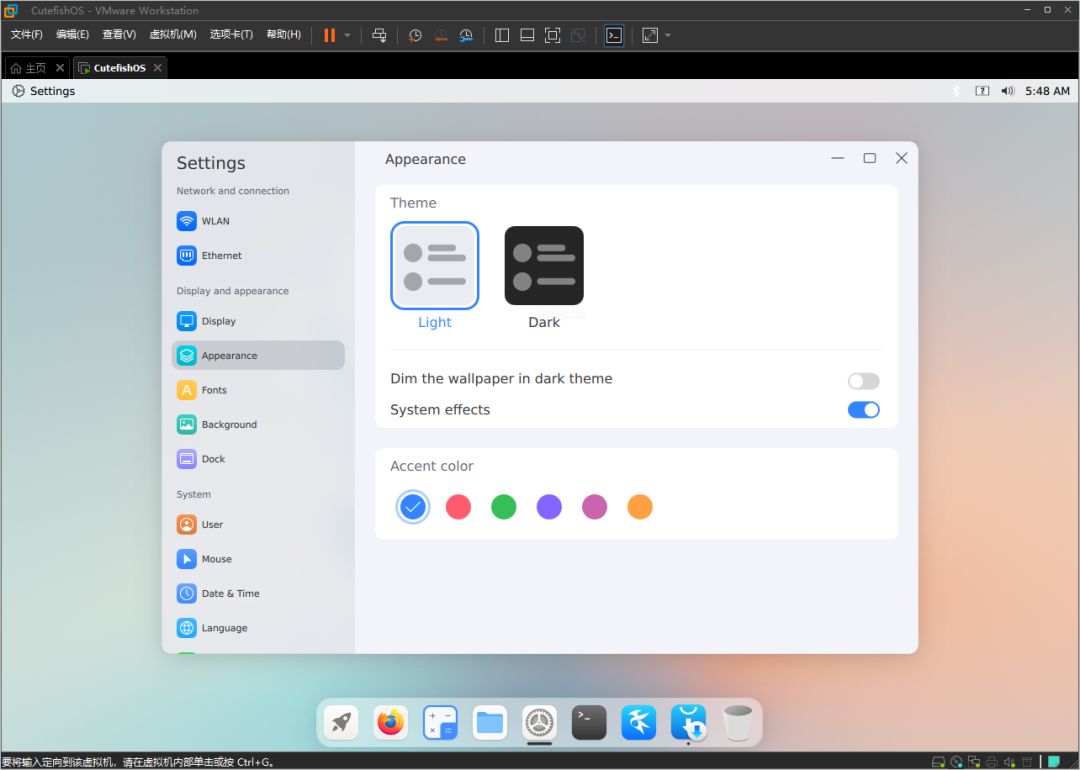 CutefishOS - VMware Workstation
文件(F) 编辑(E) 查看(V) 虚拟机(M) 选项卡(T) 帮助(H)
主页 CutefishOS
Settings
5:48 AM
Settings
Network and connection
WLAN
Ethernet
Display and appearance
Display
Appearance
Fonts
Background
Dock
System
User
Mouse
Date & Time
Language
Appearance
Theme
Light
Dark
Dim the wallpaper in dark theme
System effects
Accent color
要将输入定向到该虚拟机，请在虚拟机内部单击或按 Ctrl+G。